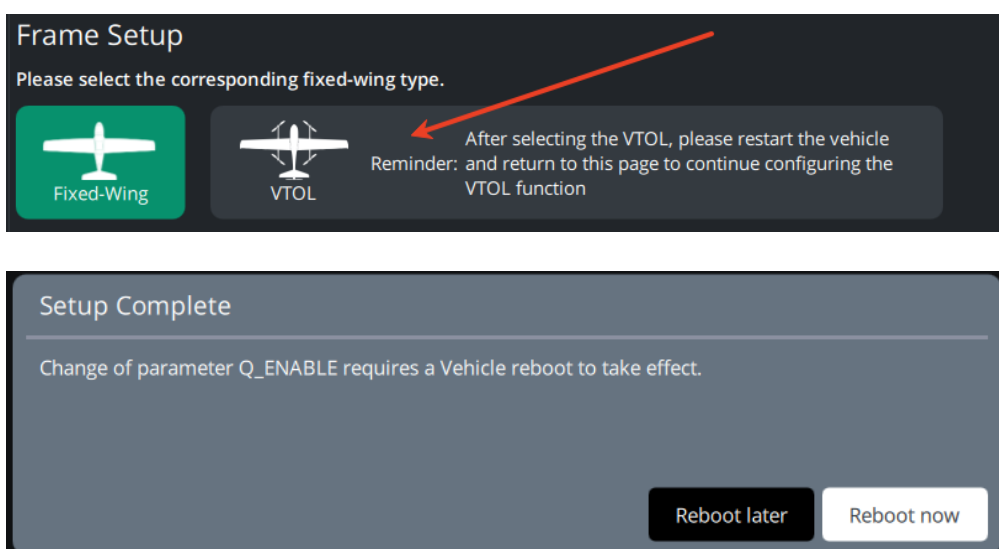 Frame Setup
Please select the corresponding fixed-wing type.
Fixed-Wing
VTOL
Reminder:
After selecting the VTOL, please restart the vehicle
and return to this page to continue configuring the
VTOL function
Setup Complete
Change of parameter Q_ENABLE requires a Vehicle reboot to take effect.
Reboot later
Reboot now